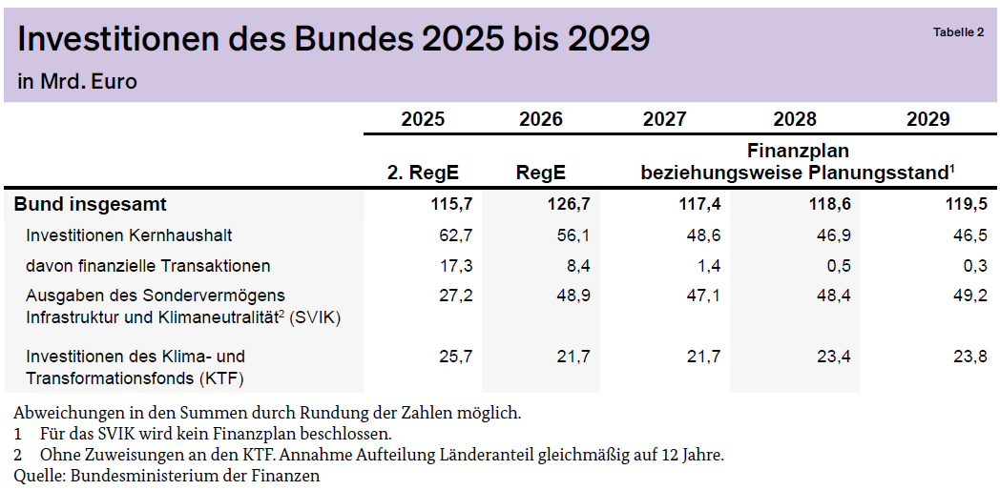 Investitionen des Bundes 2025 bis 2029
Tabelle 2
in Mrd. Euro
2025 2026 2027 2028 2029
2. RegE RegE Finanzplan
beziehungsweise Planungsstand¹
Bund insgesamt 115,7 126,7 117,4 118,6 119,5
Investitionen Kernhaushalt 62,7 56,1 48,6 46,9 46,5
davon finanzielle Transaktionen 17,3 8,4 1,4 0,5 0,3
Ausgaben des Sondervermögens 27,2 48,9 47,1 48,4 49,2
Infrastruktur und Klimaneutralität² (SVIK)
Investitionen des Klima- und 25,7 21,7 21,7 23,4 23,8
Transformationsfonds (KTF)
Abweichungen in den Summen durch Rundung der Zahlen möglich.
1 Für das SVIK wird kein Finanzplan beschlossen.
2 Ohne Zuweisungen an den KTF. Annahme Aufteilung Länderanteil gleichmäßig auf 12 Jahre.
Quelle: Bundesministerium der Finanzen